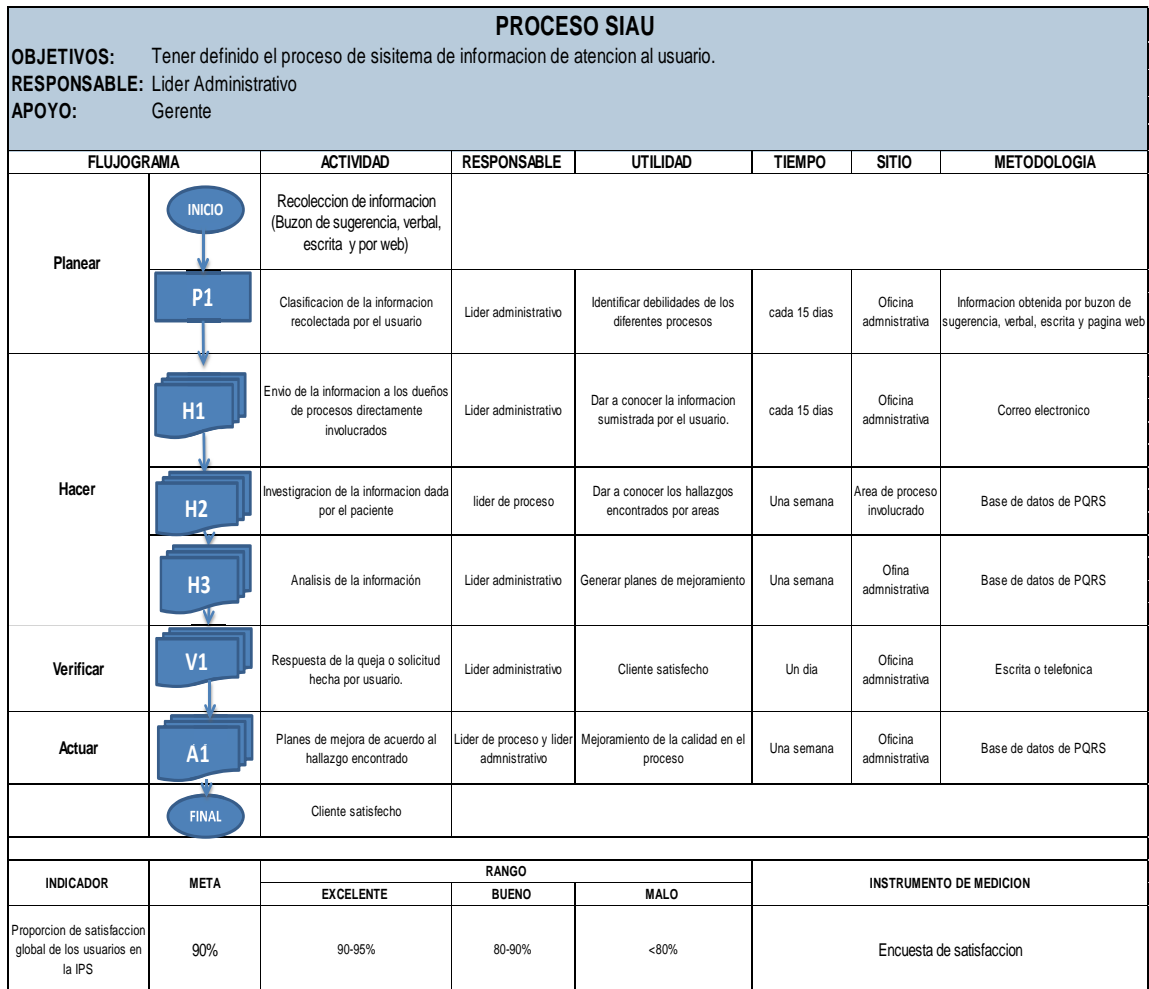 PROCESO SIAU
OBJETIVOS: Tener definido el proceso de sisitema de informacion de atencion al usuario.
RESPONSABLE: Lider Administrativo
APOYO: Gerente
FLUJOGRAMA ACTIVIDAD RESPONSABLE UTILIDAD TIEMPO SITIO METODOLOGIA
Planear
INICIO
Recoleccion de informacion
(Buzon de sugerencia, verbal,
escrita y por web)
P1
Clasificacion de la informacion
recolectada por el usuario
Lider administrativo
Identificar debilidades de los
diferentes procesos
cada 15 dias
Oficina
admnistrativa
Informacion obtenida por buzon de
sugerencia, verbal, escrita y pagina web
Hacer
H1
Envio de la informacion a los dueños
de procesos directamente
involucrados
Lider administrativo
Dar a conocer la informacion
sumistrada por el usuario.
cada 15 dias
Oficina
admnistrativa
Correo electronico
H2
Investigracion de la informacion dada
por el paciente
lider de proceso
Dar a conocer los hallazgos
encontrados por areas
Una semana
Area de proceso
involucrado
Base de datos de PQRS
H3
Analisis de la información
Lider administrativo
Generar planes de mejoramiento
Una semana
Ofina
admnistrativa
Base de datos de PQRS
Verificar
V1
Respuesta de la queja o solicitud
hecha por usuario.
Lider administrativo
Cliente satisfecho
Un dia
Oficina
admnistrativa
Escrita o telefonica
Actuar
A1
Planes de mejora de acuerdo al
hallazgo encontrado
Lider de proceso y lider
admnistrativo
Mejoramiento de la calidad en el
proceso
Una semana
Oficina
admnistrativa
Base de datos de PQRS
FINAL
Cliente satisfecho
INDICADOR META RANGO INSTRUMENTO DE MEDICION
EXCELENTE BUENO MALO
Proporcion de satisfaccion
global de los usuarios en
la IPS
90%
90-95%
80-90%
<80%
Encuesta de satisfaccion